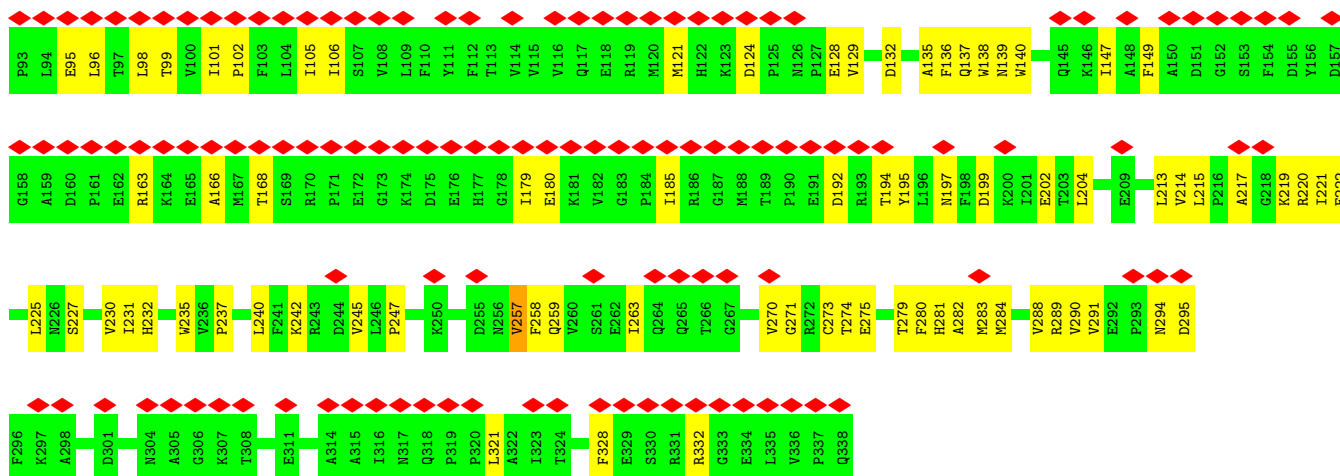 P93 L94 E95 L96 T97 L98 T99 V100 I101 P102 F103 L104 I105 I106 S107 V108 L109 F110 Y111 F112 T113 V114 V115 V116 Q117 E118 R119 M120 M121 H122 K123 D124 P125 N126 P127 E128 V129 D132 A135 F136 Q137 W138 N139 W140 Q145 K146 I147 A148 F149 A150 D151 G152 S153 F154 D155 Y156 D157
G158 A159 D160 P161 E162 R163 K164 E165 A166 M167 T168 S169 R170 P171 E172 G173 K174 D175 E176 H177 G178 I179 E180 K181 V182 G183 P184 I185 R186 G187 M188 T189 P190 E191 D192 R193 T194 Y195 L196 N197 F198 D199 K200 I201 E202 T203 L204 E209 L213 V214 L215 P216 A217 G218 K219 R220 I221
L225 N226 S227 V230 I231 H232 W235 V236 P237 L240 F241 K242 R243 D244 V245 L246 P247 K250 D255 N256 V257 F258 Q259 V260 S261 E262 I263 Q264 Q265 T266 G267 V270 G271 R272 C273 T274 E275 T279 F280 H281 A282 M283 M284 V288 R289 V290 V291 E292 P293 N294 D295
F296 K297 A298 D301 N304 A305 G306 K307 T308 E311 A314 A315 I316 N317 Q318 P319 P320 L321 A322 I323 T324 F328 E329 S330 R331 R332 G333 E334 L335 V336 P337 Q338